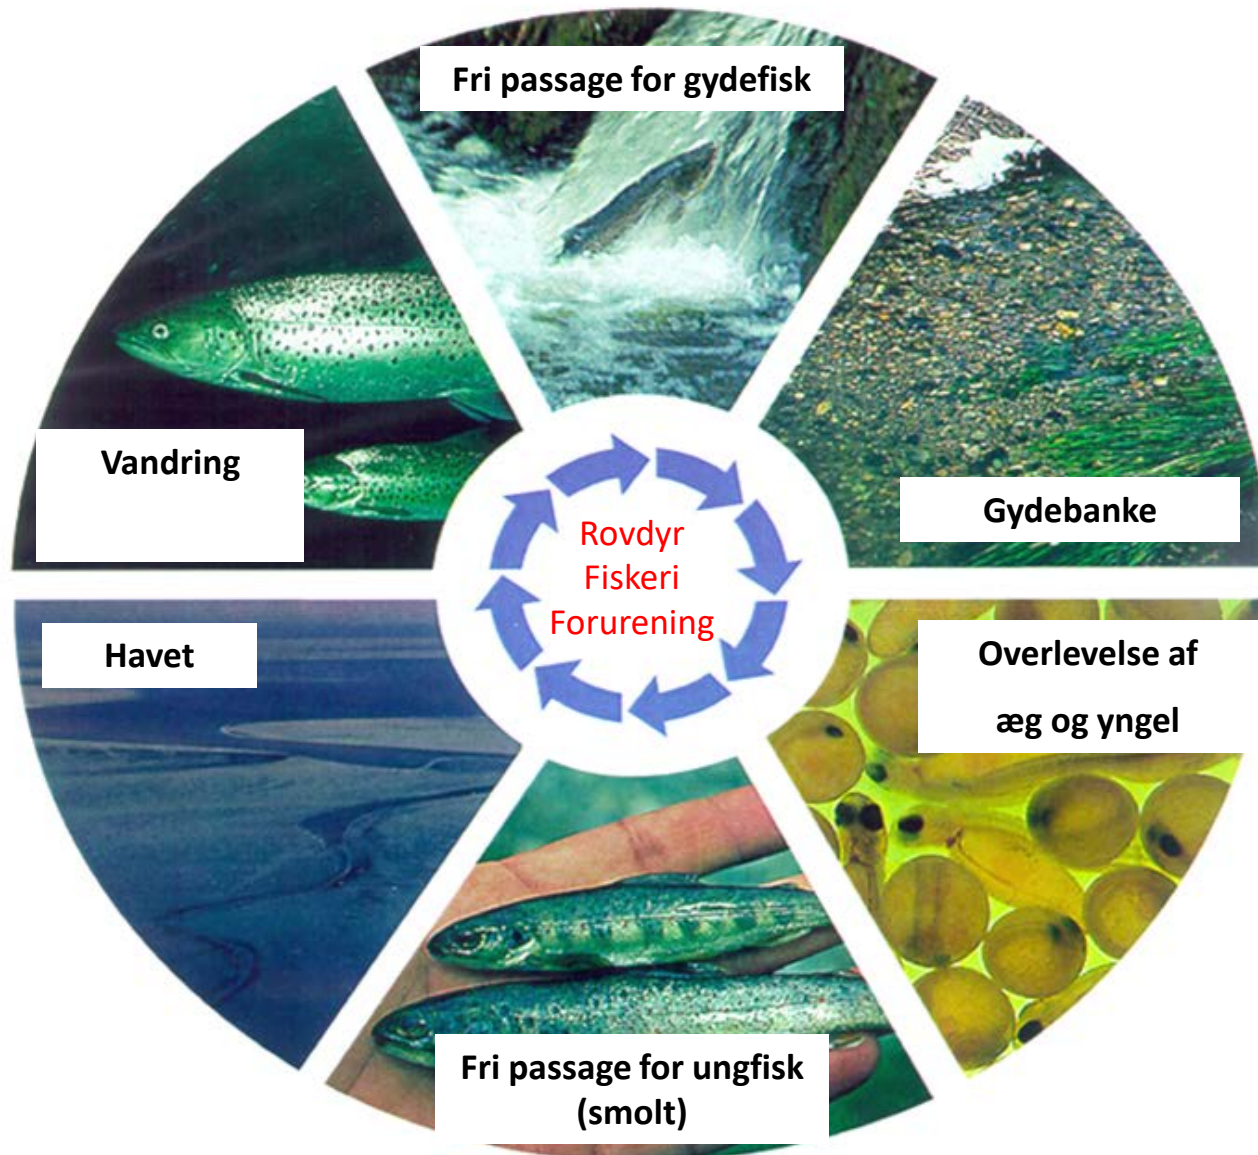 Fri passage for gydefisk
Vandring
Gydebanke
Rovdyr
Fiskeri
Forurening
Havet
Overlevelse af
æg og yngel
Fri passage for ungfisk
(smolt)